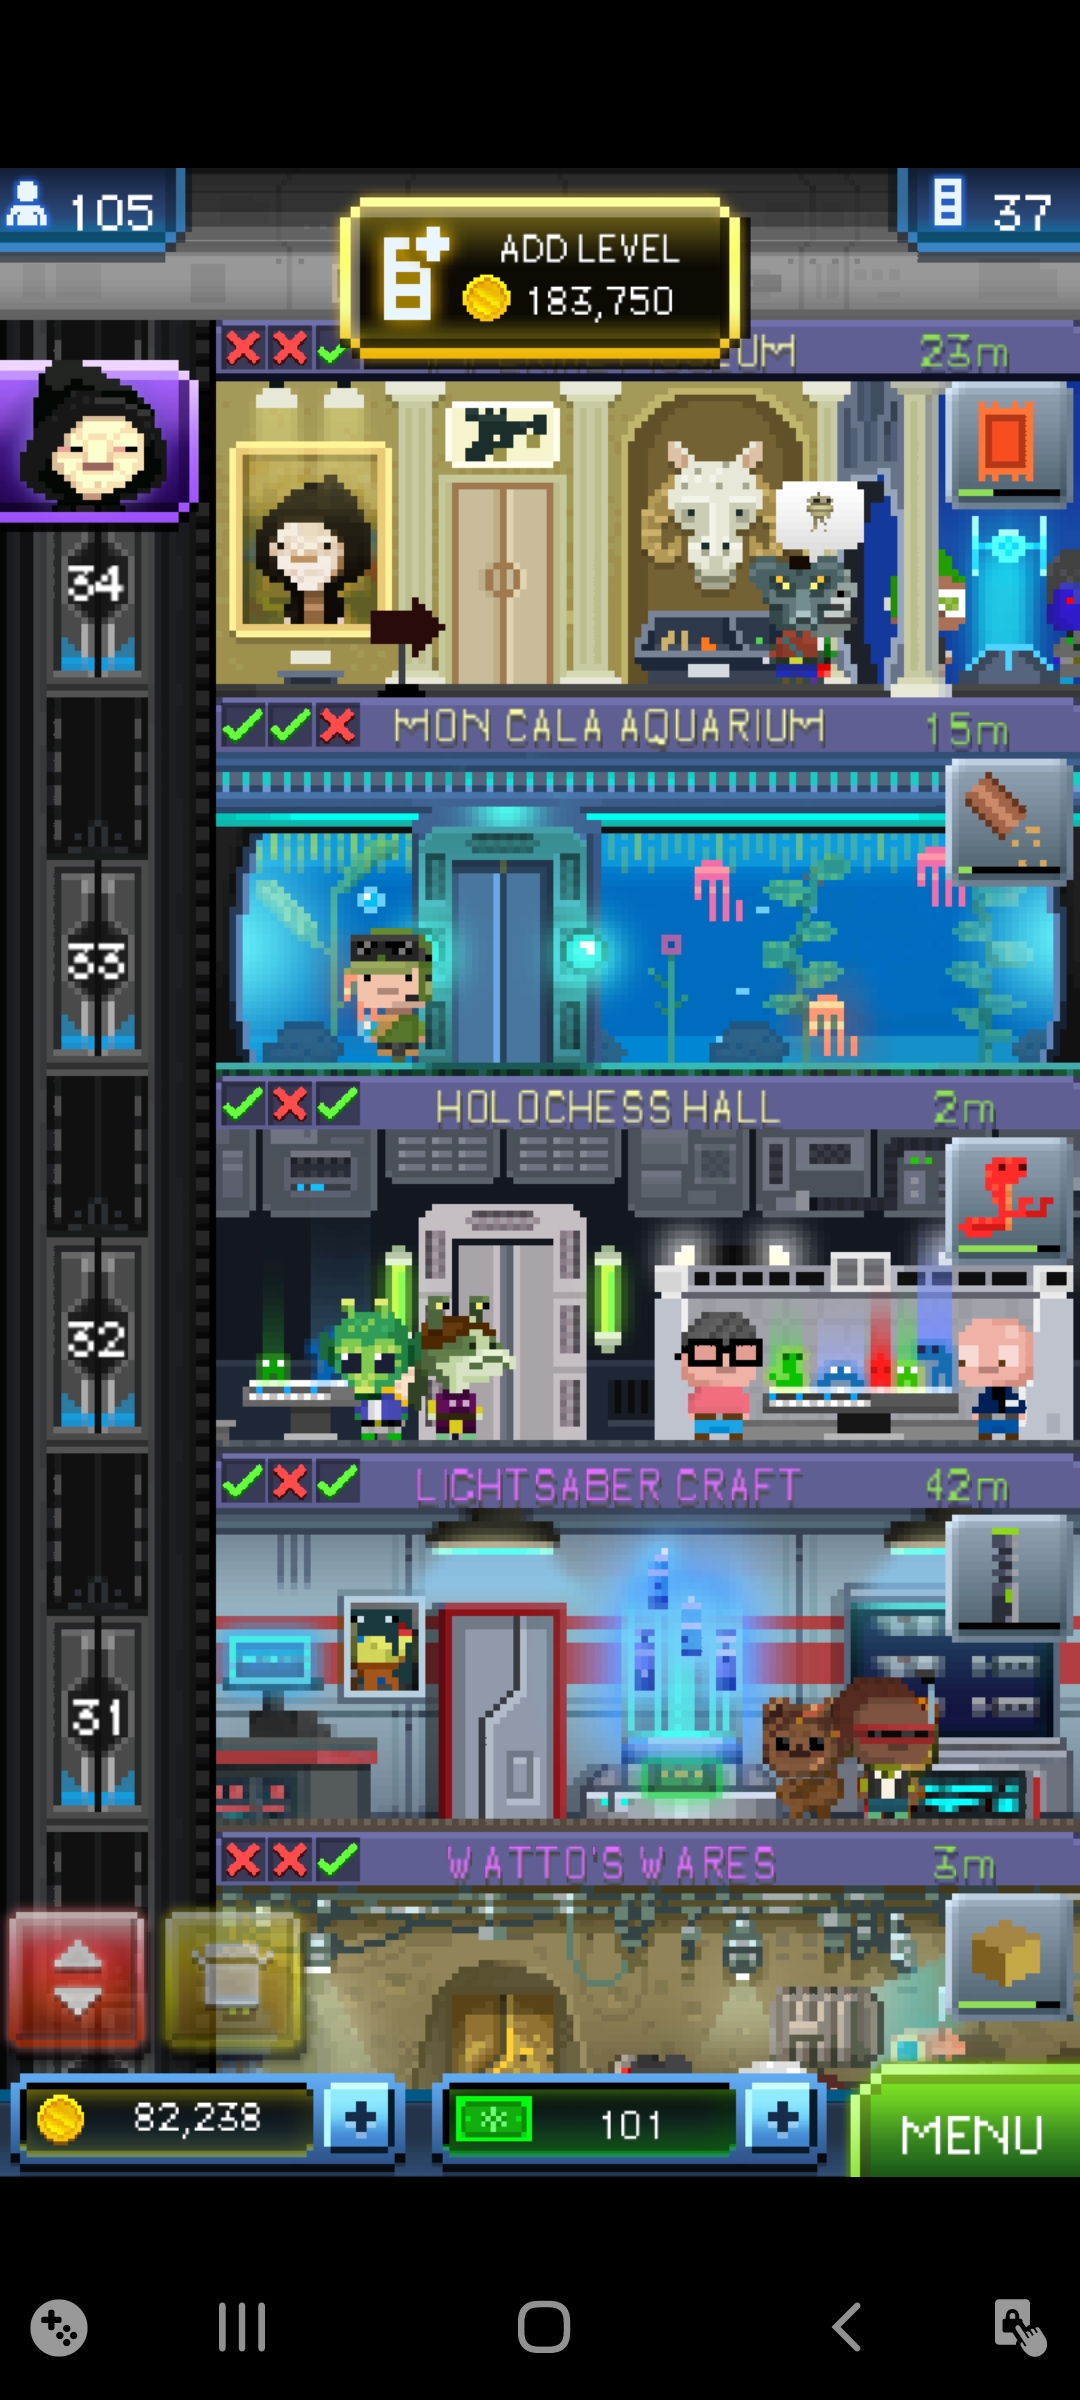 105
ADD LEVEL
183,750
37
UM
23m
34
MON CALA AQUARIUM
15m
33
HOLOCHESS HALL
2m
32
LIGHTSABER CRAFT
42m
31
WATTO'S WARES
3m
82,238
101
MENU